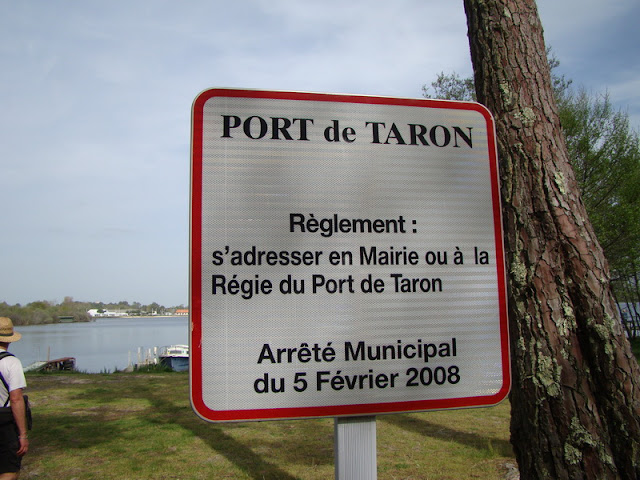 PORT de TARON
Règlement :
s'adresser en Mairie ou à la
Régie du Port de Taron
Arrêté Municipal
du 5 Février 2008